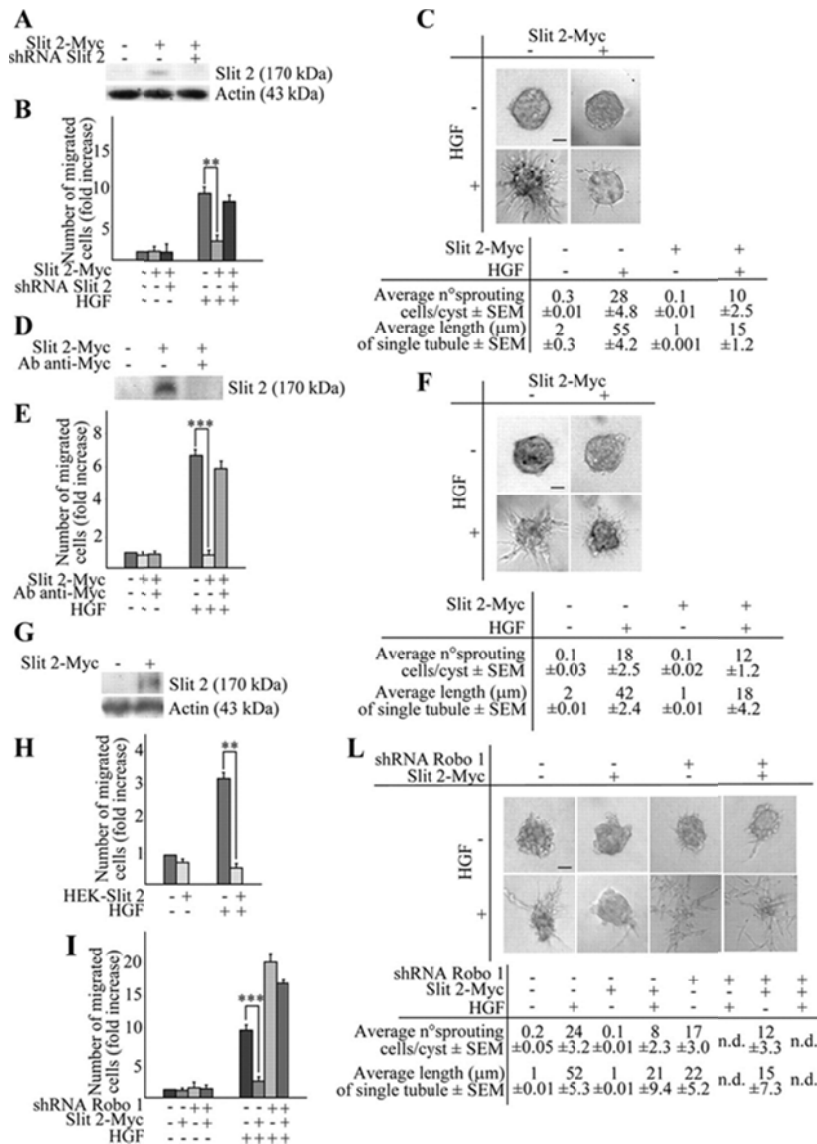 A
Slit 2-Myc - + +
shRNA Slit 2 - - +
Slit 2 (170 kDa)
Actin (43 kDa)
B
Number of migrated
cells (fold increase)
15
10
5
**
Slit 2-Myc - + + - + +
shRNA Slit 2 - - + - - +
HGF - - - + + +
C
Slit 2-Myc
- +
HGF
-
+
Slit 2-Myc - - + +
HGF - + - +
Average n°sprouting 0.3 28 0.1 10
cells/cyst ± SEM ±0.01 ±4.8 ±0.01 ±2.5
Average length (µm) 2 55 1 15
of single tubule ± SEM ±0.3 ±4.2 ±0.001 ±1.2
D
Slit 2-Myc - + +
Ab anti-Myc - - +
Slit 2 (170 kDa)
E
Number of migrated
cells (fold increase)
8
6
4
2
***
Slit 2-Myc - + + - + +
Ab anti-Myc - - + - - +
HGF - - - + + +
F
Slit 2-Myc
- +
HGF
-
+
Slit 2-Myc - - + +
HGF - + - +
Average n°sprouting 0.1 18 0.1 12
cells/cyst ± SEM ±0.03 ±2.5 ±0.02 ±1.2
Average length (µm) 2 42 1 18
of single tubule ± SEM ±0.01 ±2.4 ±0.01 ±4.2
G
Slit 2-Myc - +
Slit 2 (170 kDa)
Actin (43 kDa)
H
Number of migrated
cells (fold increase)
4
3
2
1
**
HEK-Slit 2 - + - +
HGF - - + +
I
Number of migrated
cells (fold increase)
20
15
10
5
***
shRNA Robo 1 - - + + - - + +
Slit 2-Myc - + - + - + - +
HGF - - - - + + + +
L
shRNA Robo 1 - - + +
Slit 2-Myc - + - +
HGF
-
+
shRNA Robo 1 - - - - + + + +
Slit 2-Myc - - + + - - + +
HGF - + - + - + - +
Average n°sprouting 0.2 24 0.1 8 17 n.d. 12 n.d.
cells/cyst ± SEM ±0.05 ±3.2 ±0.01 ±2.3 ±3.0 ±3.3
Average length (µm) 1 52 1 21 22 n.d. 15 n.d.
of single tubule ± SEM ±0.01 ±5.3 ±0.01 ±9.4 ±5.2 ±7.3